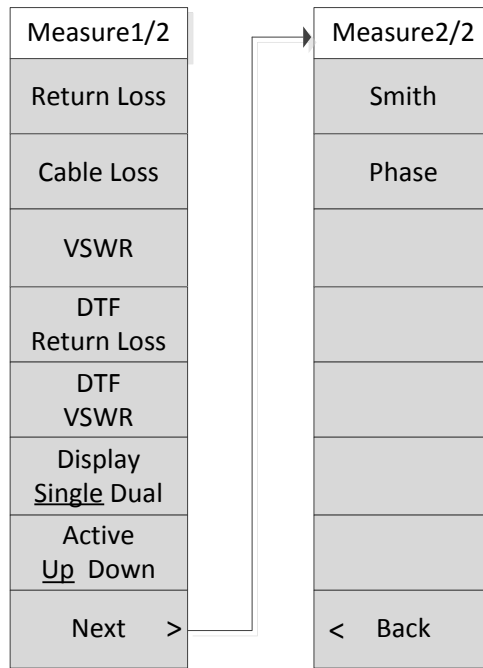 Measure1/2
Return Loss
Cable Loss
VSWR
DTF
Return Loss
DTF
VSWR
Display
Single Dual
Active
Up Down
Next >
Measure2/2
Smith
Phase
< Back